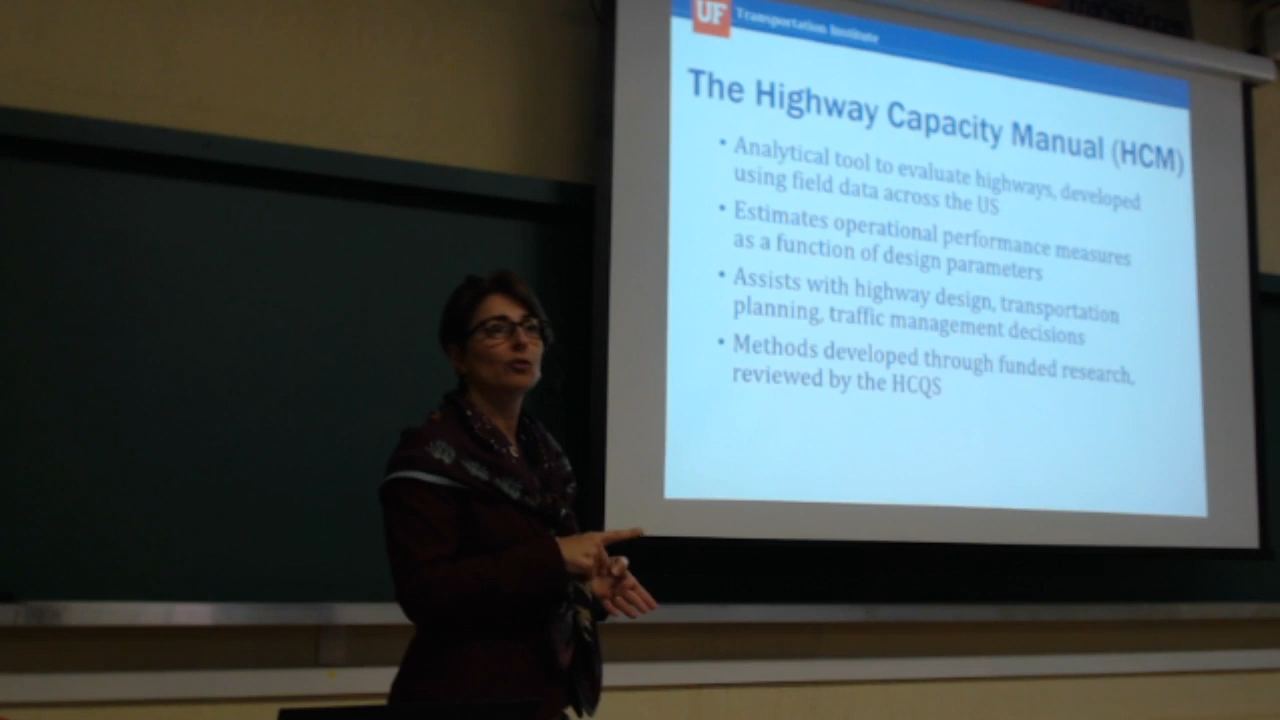 UF Transportation Institute
The Highway Capacity Manual (HCM)
• Analytical tool to evaluate highways, developed
using field data across the US
• Estimates operational performance measures
as a function of design parameters
• Assists with highway design, transportation
planning, traffic management decisions
• Methods developed through funded research,
reviewed by the HCQS